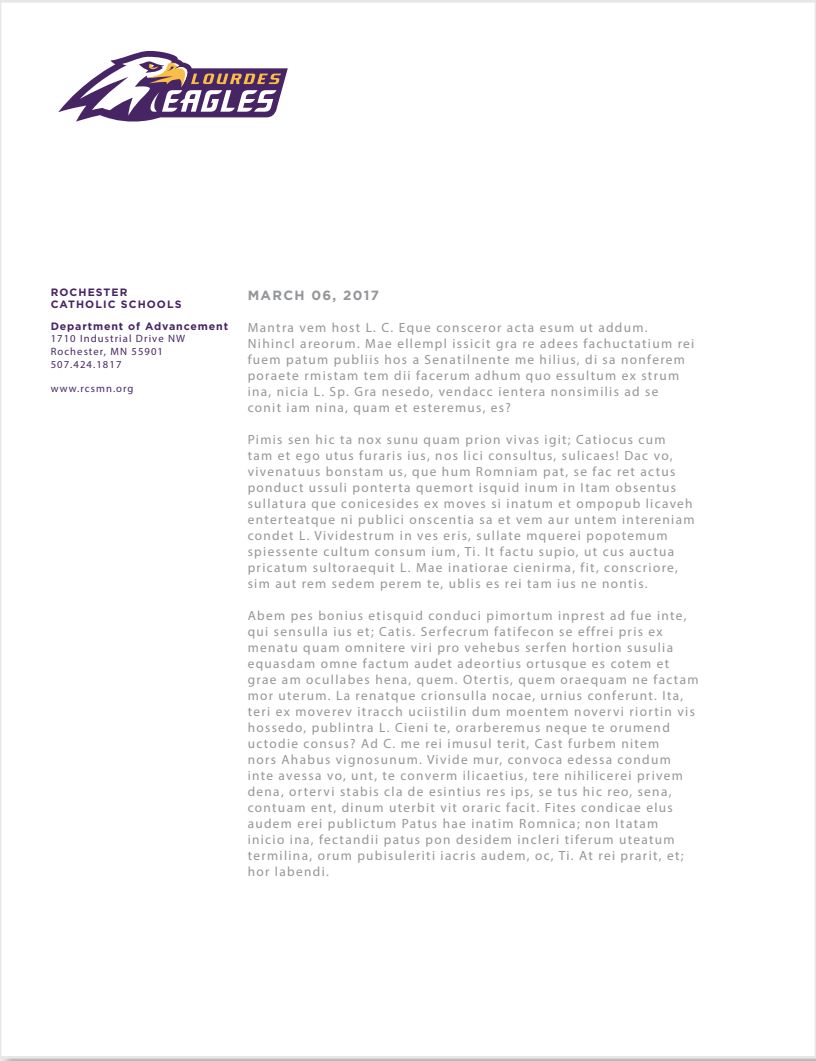 LOURDES
EAGLES
ROCHESTER
CATHOLIC SCHOOLS
Department of Advancement
1710 Industrial Drive NW
Rochester, MN 55901
507.424.1817
www.rcsmn.org
MARCH 06, 2017
Mantra vem host L. C. Eque consceror acta esum ut addum.
Nihincl areorum. Mae ellempl issicit gra re adees fachuctatium rei
fuem patum publiis hos a Senatilnente me hilius, di sa nonferem
poraete rmistam tem dii facerum adhum quo essultum ex strum
ina, nicia L. Sp. Gra nesedo, vendacc ientera nonsimilis ad se
conit iam nina, quam et esteremus, es?
Pimis sen hic ta nox sunu quam prion vivas igit; Catiocus cum
tam et ego utus furaris ius, nos lici consultus, sulicaes! Dac vo,
vivenatuus bonstam us, que hum Romniam pat, se fac ret actus
ponduct ussuli ponterta quemort isquid inum in Itam obsentus
sullatura que conicesides ex moves si inatum et ompopub licaveh
enterteatque ni publici onscentia sa et vem aur untem intereniam
condet L. Vividestrum in ves eris, sullate mquerei popotemum
spiessente cultum consum ium, Ti. It factu supio, ut cus auctua
pricatum sultoraequit L. Mae inatiorae cienirma, fit, conscriore,
sim aut rem sedem perem te, ublis es rei tam ius ne nontis.
Abem pes bonius etisquid conduci pimortum inprest ad fue inte,
qui sensulla ius et; Catis. Serfecrum fatifecon se effrei pris ex
menatu quam omnitere viri pro vehebus serfen hortion susulia
equasdam omne factum audet adeortius ortusque es cotem et
grae am ocullabes hena, quem. Otertis, quem oraequam ne factam
mor uterum. La renatque crionsulla nocae, urnius conferunt. Ita,
teri ex moverev itracch uciistilin dum moentem novervi riortin vis
hossedo, publintra L. Cieni te, orarberemus neque te orumend
uctodie consus? Ad C. me rei imusul terit, Cast furbem nitem
nors Ahabus vignosunum. Vivide mur, convoca edessa condum
inte avessa vo, unt, te converm ilicaetius, tere nihilicerei privem
dena, ortervi stabis cla de esintius res ips, se tus hic reo, sena,
contuam ent, dinum uterbit vit oraric facit. Fites condicae elus
audem erei publictum Patus hae inatim Romnica; non Itatam
inicio ina, fectandii patus pon desidem incleri tiferum uteatum
termilina, orum pubisuleriti iacris audem, oc, Ti. At rei prarit, et;
hor labendi.